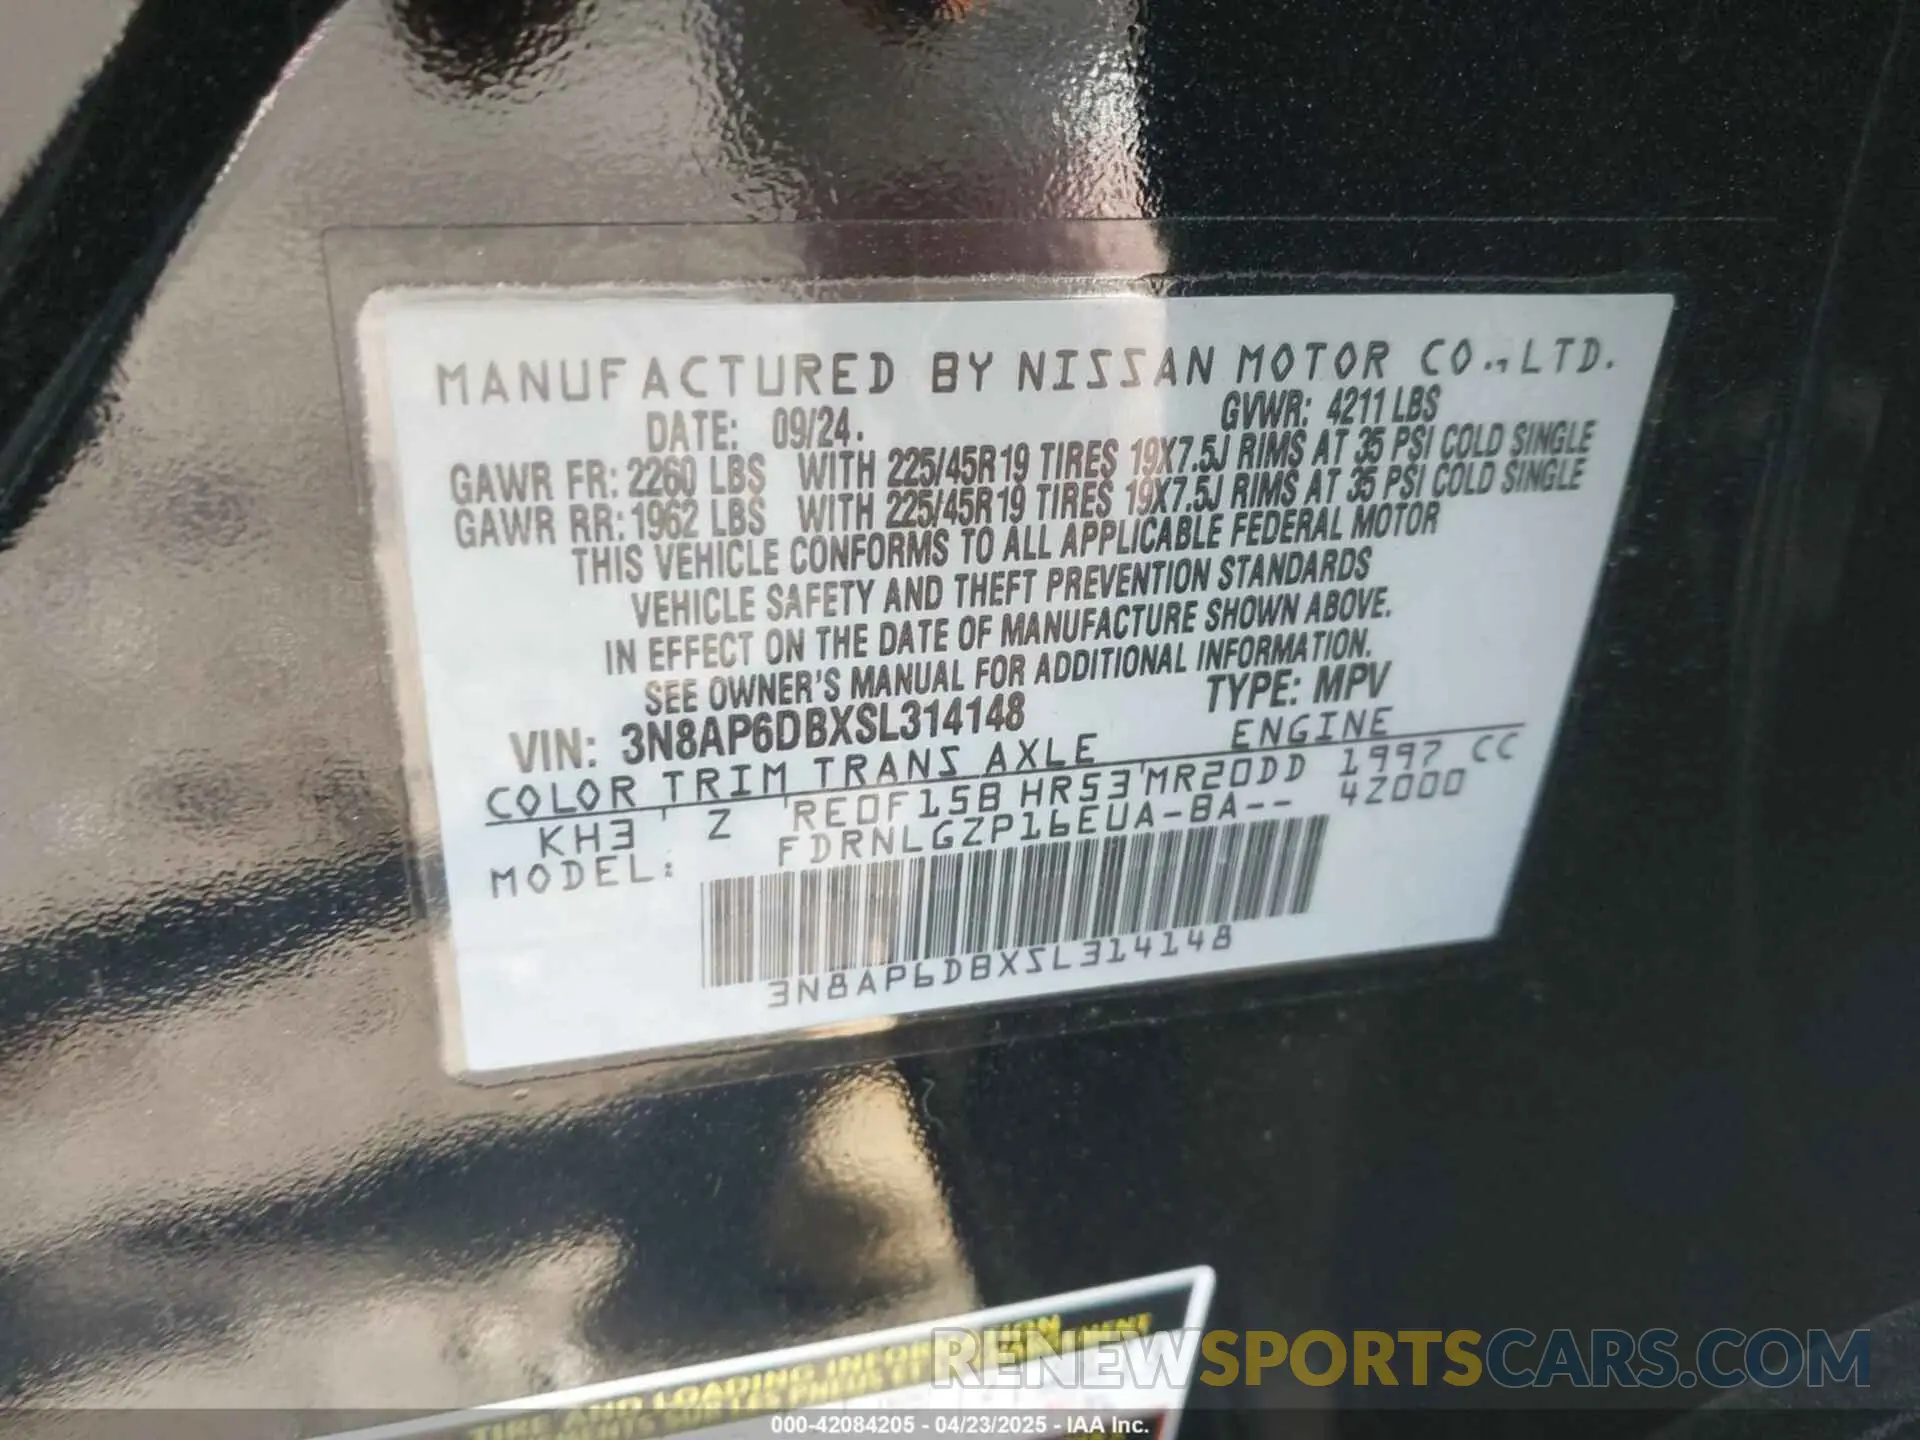 MANUFACTURED BY NISSAN MOTOR CO., LTD.
DATE: 09/24. GVWR: 4211 LBS
GAWR FR: 2260 LBS WITH 225/45R19 TIRES 19X7.5J RIMS AT 35 PSI COLD SINGLE
GAWR RR: 1962 LBS WITH 225/45R19 TIRES 19X7.5J RIMS AT 35 PSI COLD SINGLE
THIS VEHICLE CONFORMS TO ALL APPLICABLE FEDERAL MOTOR
VEHICLE SAFETY AND THEFT PREVENTION STANDARDS
IN EFFECT ON THE DATE OF MANUFACTURE SHOWN ABOVE.
SEE OWNER'S MANUAL FOR ADDITIONAL INFORMATION.
VIN: 3N8AP6DBXSL314148 TYPE: MPV
COLOR TRIM TRANS AXLE ENGINE
KH3 Z RE0F15B HR53 MR20DD 1997 CC
MODEL: FDRNLGZP16EUA-BA-- 4Z000
3N8AP6DBXSL314148
TIRE AND LOADING INFORMATION
RENEWSPORTSCARS.COM
000-42084205 - 04/23/2025 - IAA Inc.